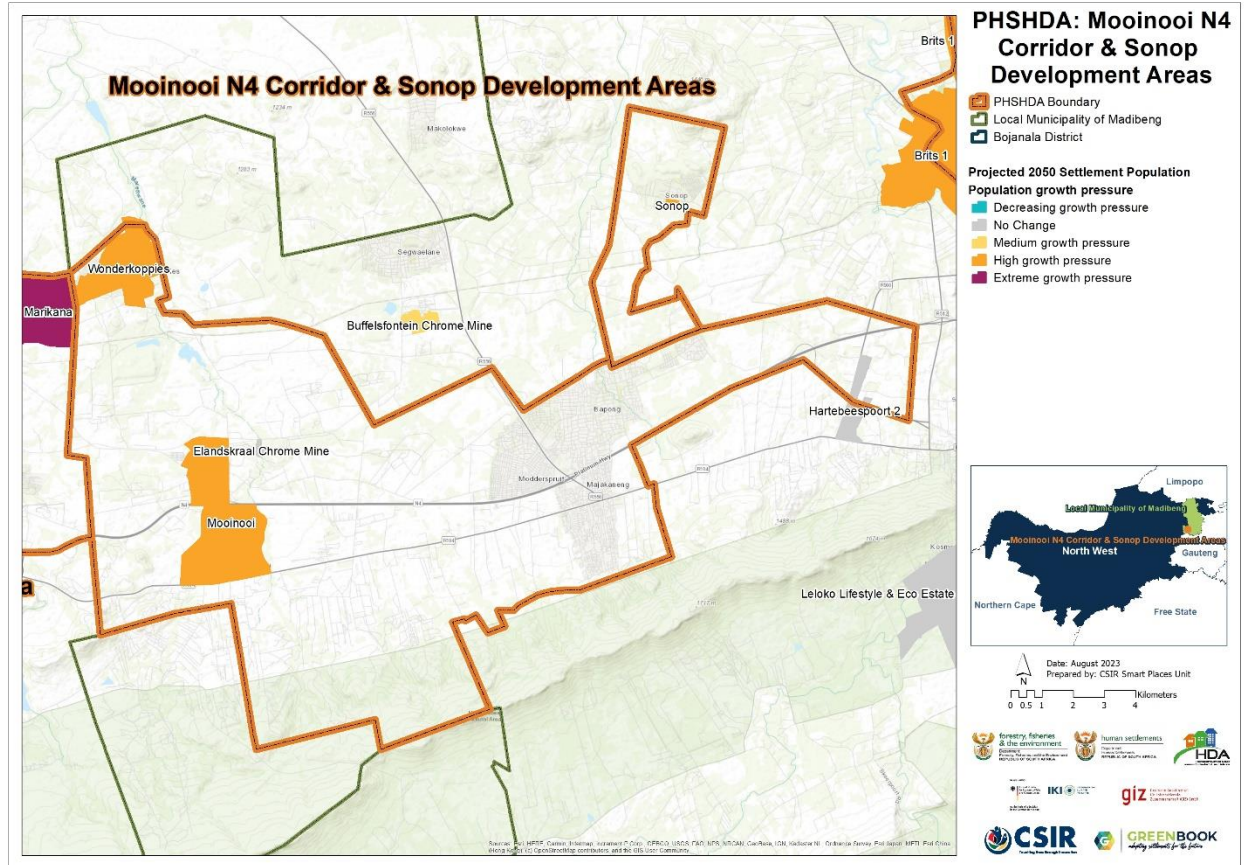 Mooinooi N4 Corridor & Sonop Development Areas
Brits 1
Brits 1
Makolokwe
Sonop
Sonop
Segwaelane
Wonderkoppies
Marikana
Buffelsfontein Chrome Mine
Bapong
Hartebeespoort 2
Elandskraal Chrome Mine
Modderspruit
Majakaneng
N4
N4
R104
R104
Mooinooi
Leloko Lifestyle & Eco Estate
a
PHSHDA: Mooinooi N4
Corridor & Sonop
Development Areas
PHSHDA Boundary
Local Municipality of Madibeng
Bojanala District
Projected 2050 Settlement Population
Population growth pressure
Decreasing growth pressure
No Change
Medium growth pressure
High growth pressure
Extreme growth pressure
Limpopo
Local Municipality of Madibeng
Mooinooi N4 Corridor & Sonop Development Areas
North West
Gauteng
Northern Cape
Free State
N
Date: August 2023
Prepared by: CSIR Smart Places Unit
Kilometers
0 0.5 1 2 3 4
forestry, fisheries
& the environment
human settlements
HDA
IKI
giz
CSIR
GREENBOOK